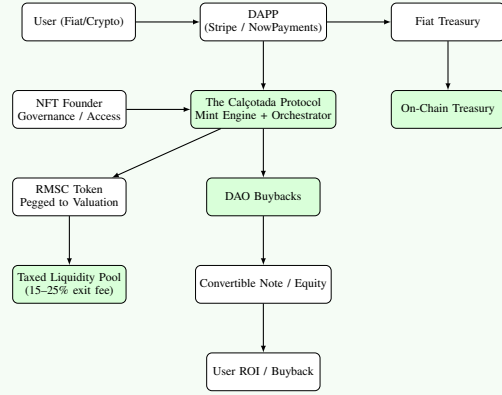 User (Fiat/Crypto)
DAPP
(Stripe / NowPayments)
Fiat Treasury
NFT Founder
Governance / Access
The Calçotada Protocol
Mint Engine + Orchestrator
On-Chain Treasury
RMSC Token
Pegged to Valuation
DAO Buybacks
Taxed Liquidity Pool
(15–25% exit fee)
Convertible Note / Equity
User ROI / Buyback